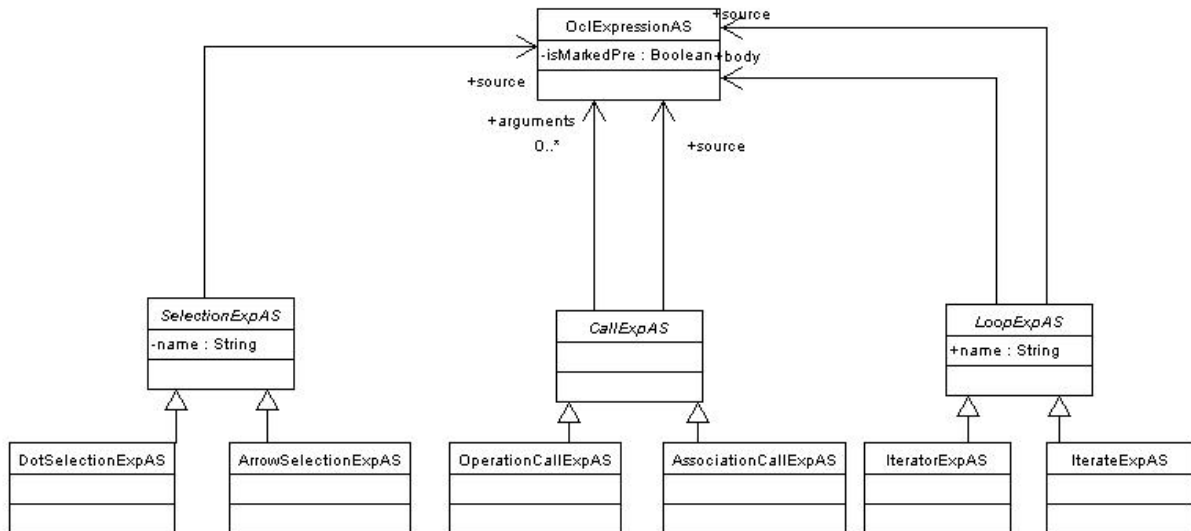 +source
OclExpressionAS
-isMarkedPre : Boolean
+body
+source
+arguments
0..*
+source
SelectionExpAS
-name : String
CallExpAS
LoopExpAS
+name : String
DotSelectionExpAS
ArrowSelectionExpAS
OperationCallExpAS
AssociationCallExpAS
IteratorExpAS
IterateExpAS